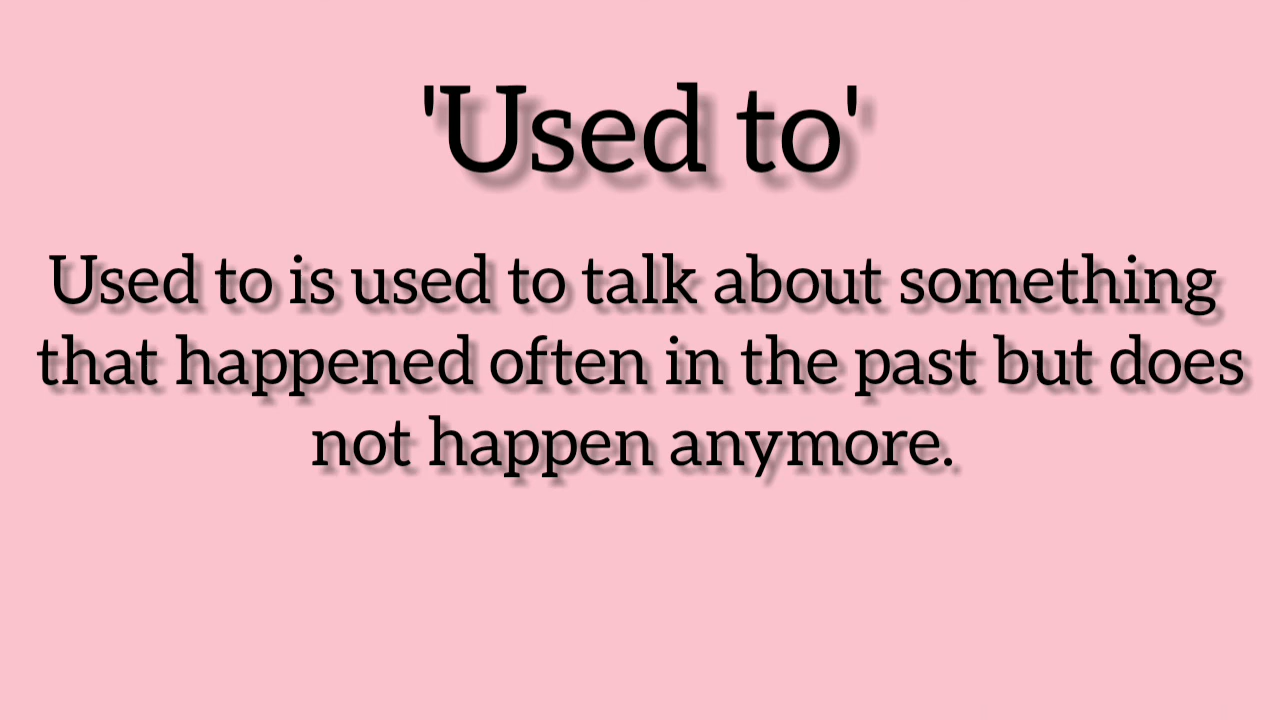 'Used to'
Used to is used to talk about something
that happened often in the past but does
not happen anymore.